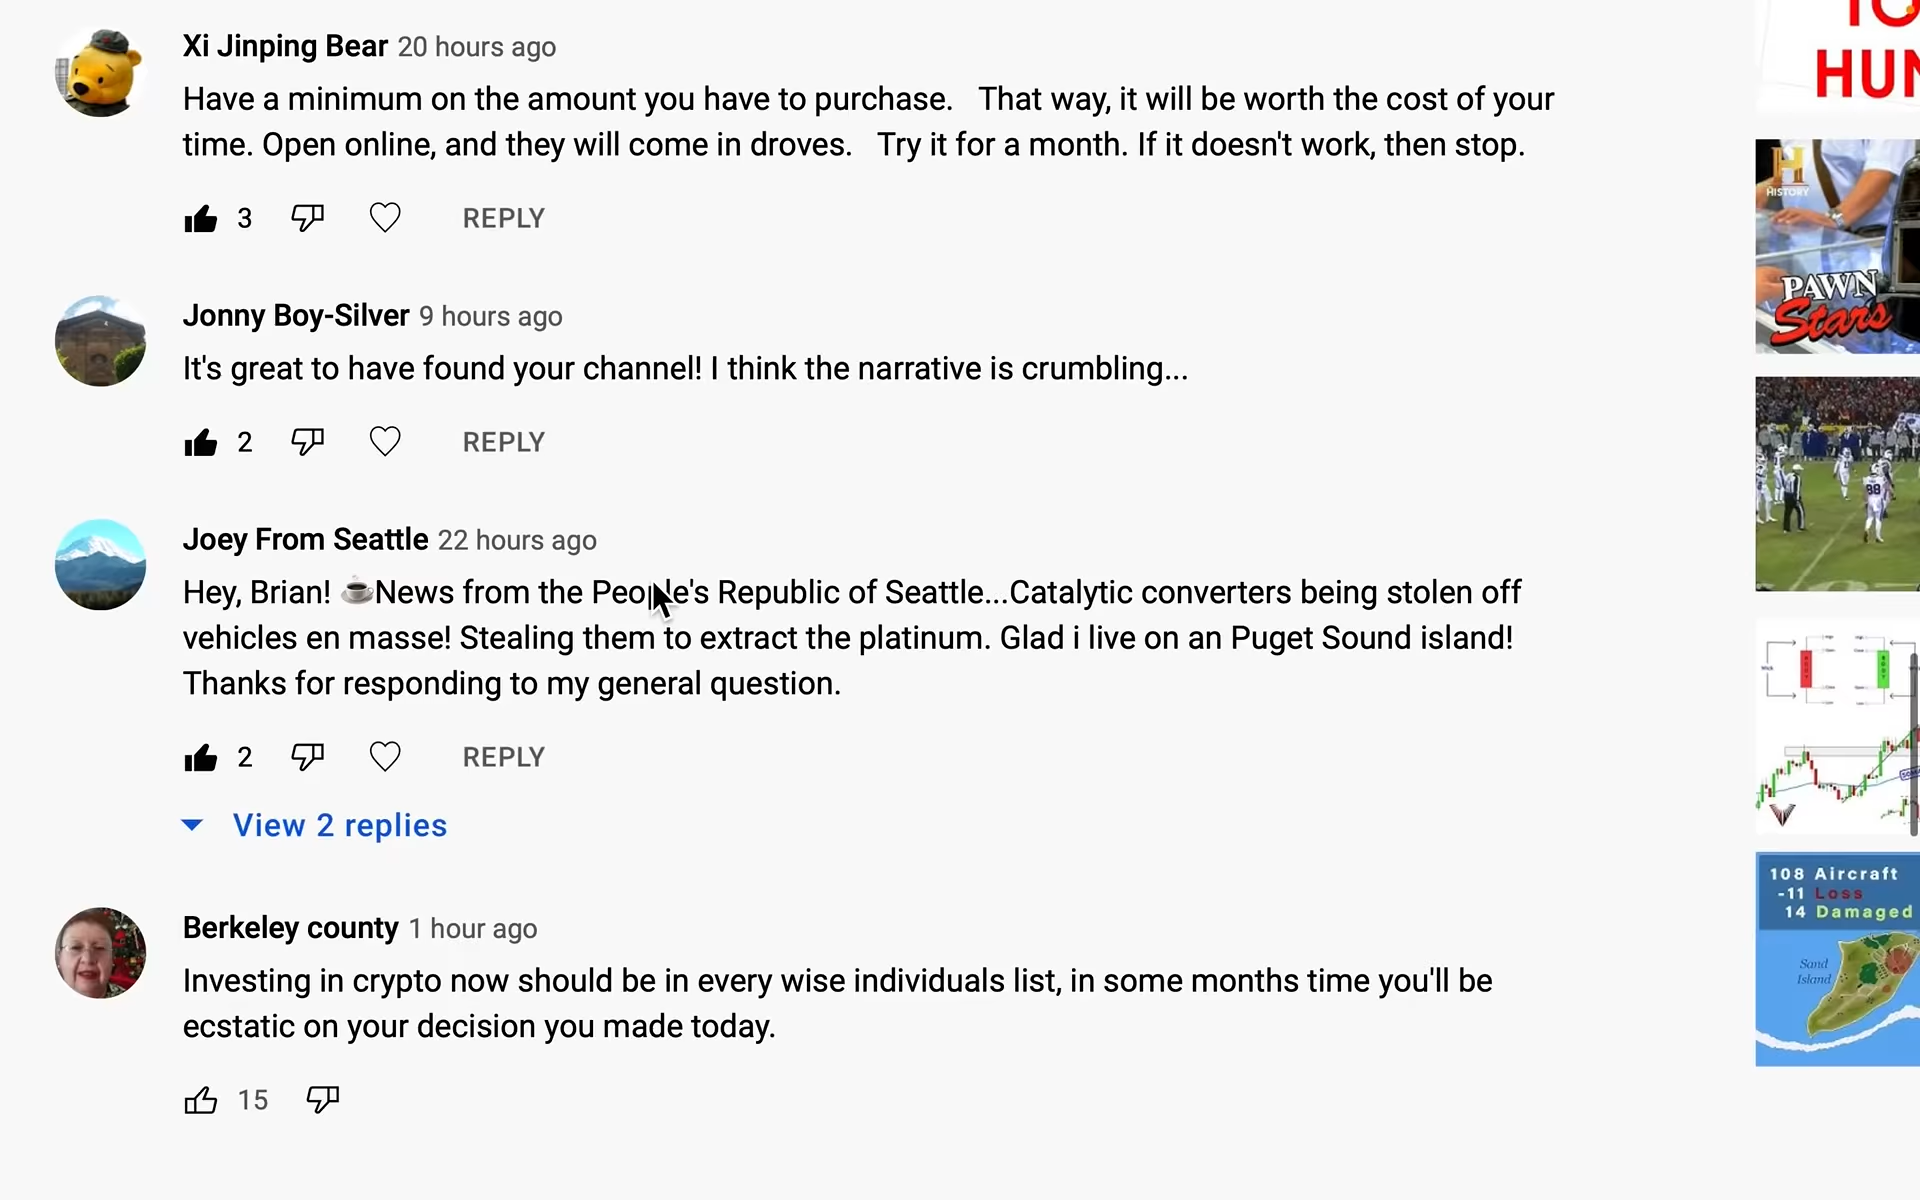 Xi Jinping Bear 20 hours ago
Have a minimum on the amount you have to purchase.   That way, it will be worth the cost of your
time. Open online, and they will come in droves.   Try it for a month. If it doesn't work, then stop.
3 REPLY
Jonny Boy-Silver 9 hours ago
It's great to have found your channel! I think the narrative is crumbling...
2 REPLY
Joey From Seattle 22 hours ago
Hey, Brian! ☕News from the People's Republic of Seattle...Catalytic converters being stolen off
vehicles en masse! Stealing them to extract the platinum. Glad i live on an Puget Sound island!
Thanks for responding to my general question.
2 REPLY
View 2 replies
Berkeley county 1 hour ago
Investing in crypto now should be in every wise individuals list, in some months time you'll be
ecstatic on your decision you made today.
15
HUN
H
HISTORY
PAWN
Stars
88
108 Aircraft
-11 Loss
14 Damaged
Sand
Island